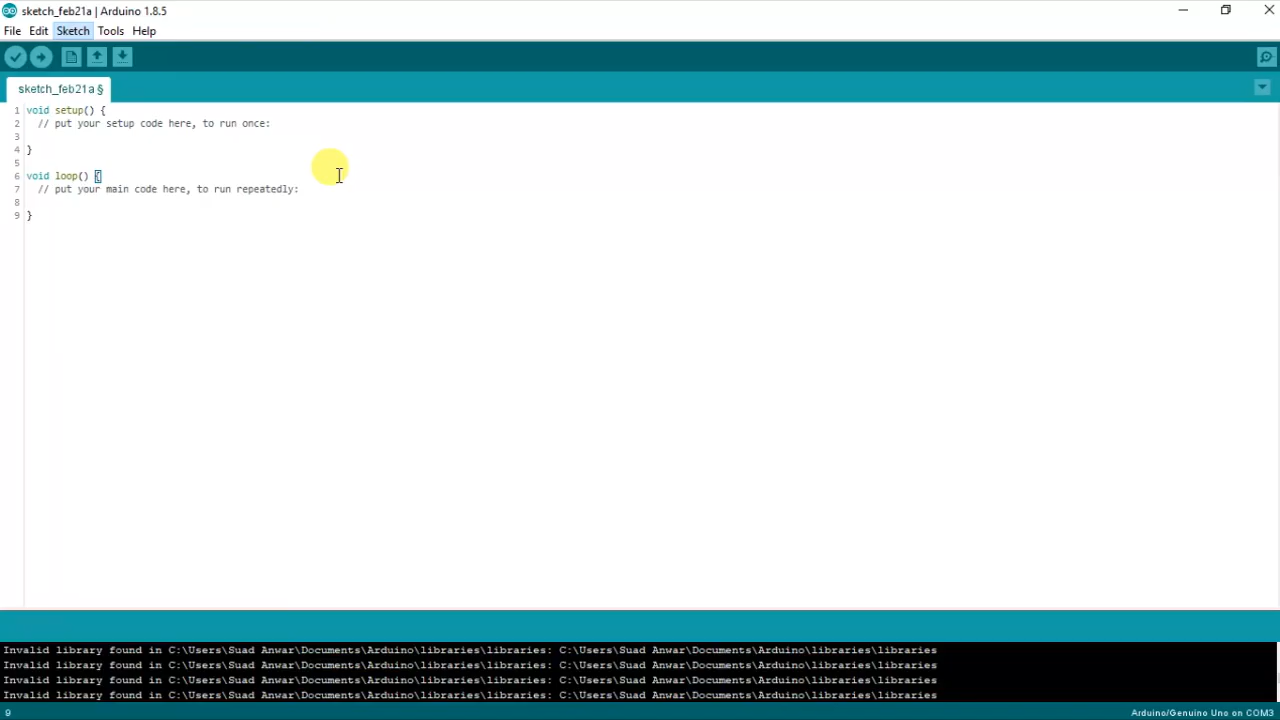 sketch_feb21a | Arduino 1.8.5
File Edit Sketch Tools Help
sketch_feb21a §
1 void setup() {
2 // put your setup code here, to run once:
3
4 }
5
6 void loop() {
7 // put your main code here, to run repeatedly:
8
9 }
Invalid library found in C:\Users\Suad Anwar\Documents\Arduino\libraries\libraries: C:\Users\Suad Anwar\Documents\Arduino\libraries\libraries
Invalid library found in C:\Users\Suad Anwar\Documents\Arduino\libraries\libraries: C:\Users\Suad Anwar\Documents\Arduino\libraries\libraries
Invalid library found in C:\Users\Suad Anwar\Documents\Arduino\libraries\libraries: C:\Users\Suad Anwar\Documents\Arduino\libraries\libraries
Invalid library found in C:\Users\Suad Anwar\Documents\Arduino\libraries\libraries: C:\Users\Suad Anwar\Documents\Arduino\libraries\libraries
9 Arduino/Genuino Uno on COM3